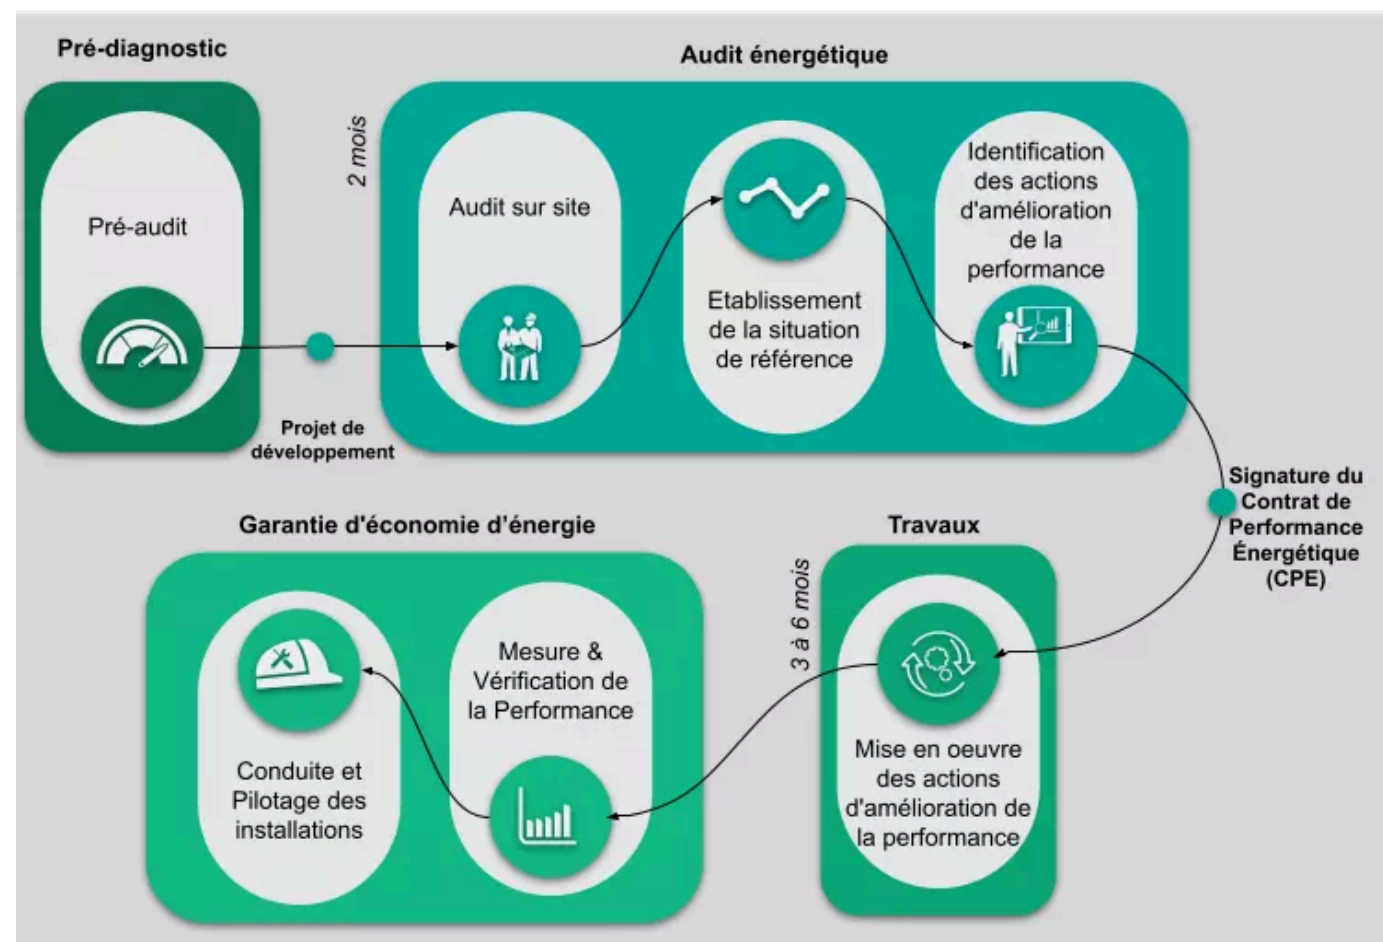 Pré-diagnostic
Pré-audit
Projet de
développement
Audit énergétique
2 mois
Audit sur site
Etablissement
de la situation
de référence
Identification
des actions
d'amélioration
de la
performance
Signature du
Contrat de
Performance
Énergétique
(CPE)
Travaux
3 à 6 mois
Mise en oeuvre
des actions
d'amélioration de
la performance
Garantie d'économie d’énergie
Mesure &
Vérification de
la Performance
Conduite et
Pilotage des
installations